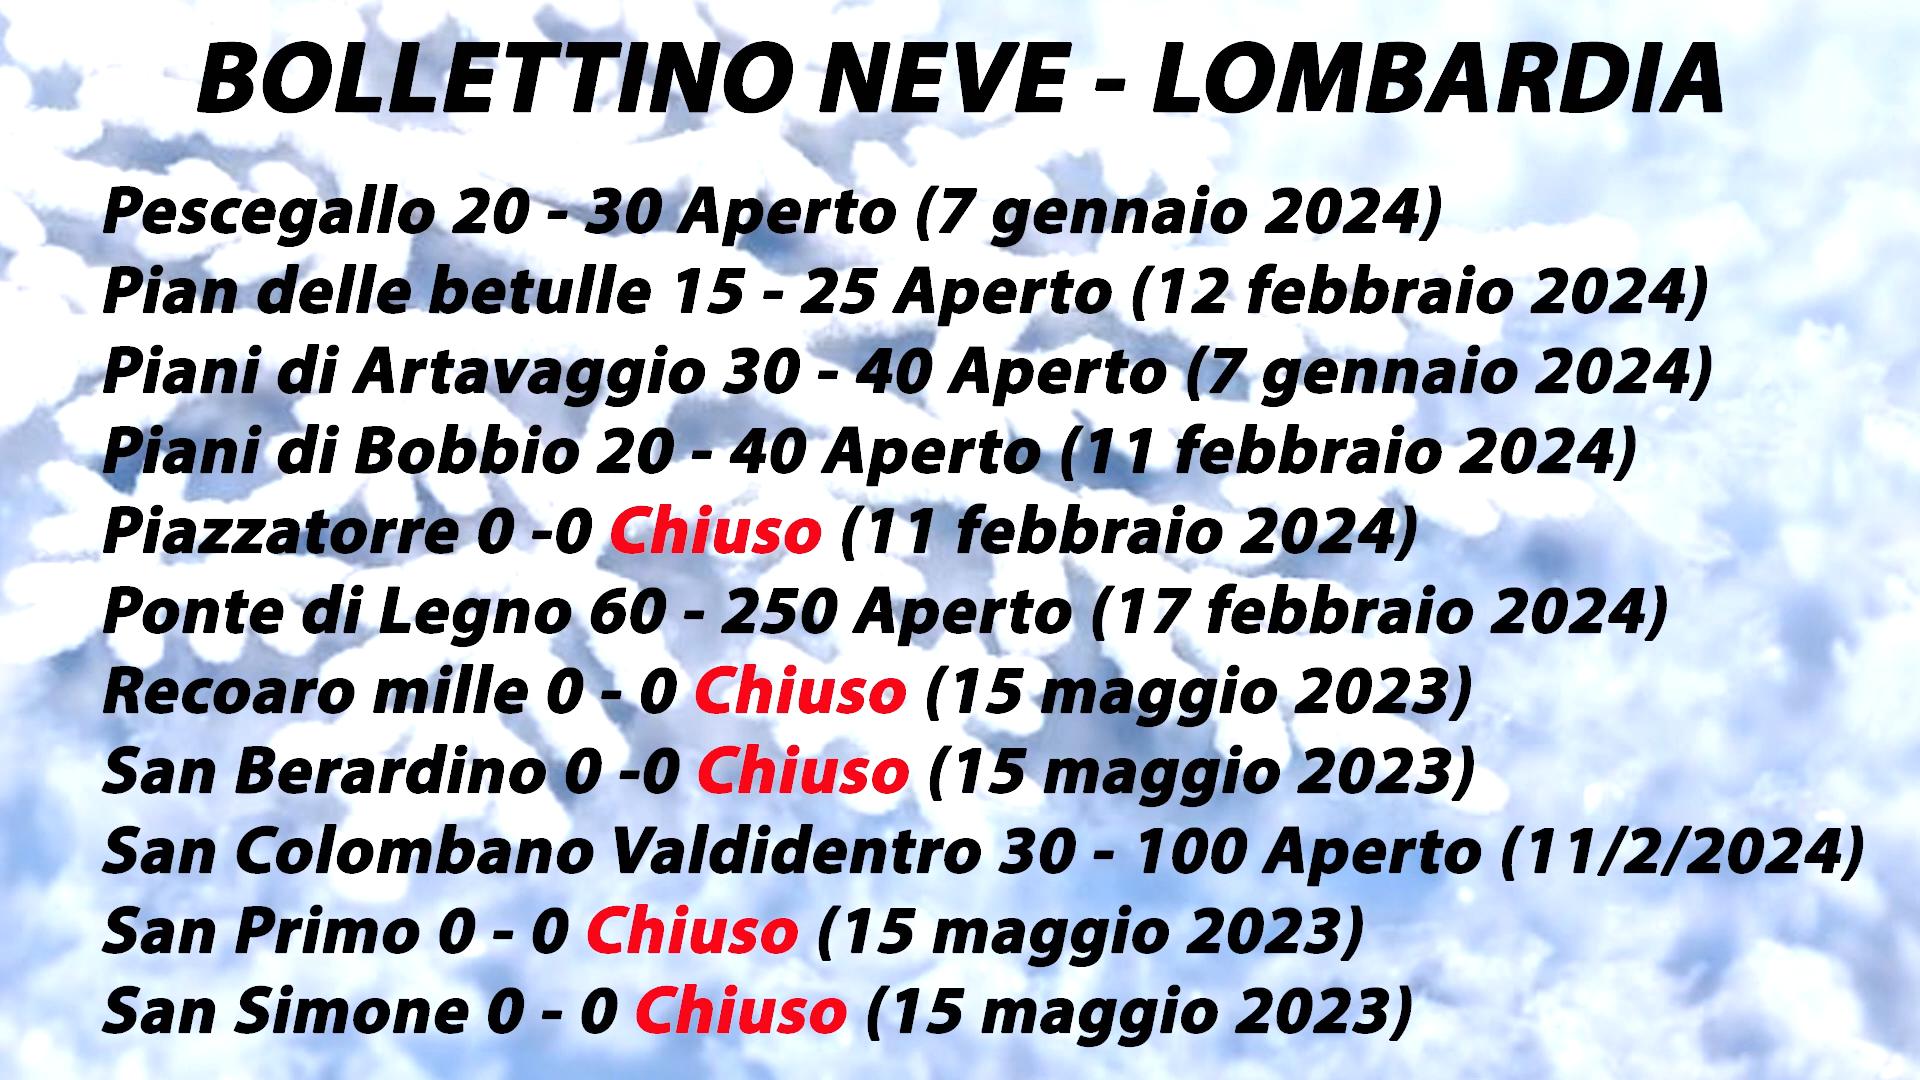 BOLLETTINO NEVE - LOMBARDIA
Pescegallo 20 - 30 Aperto (7 gennaio 2024)
Pian delle betulle 15 - 25 Aperto (12 febbraio 2024)
Piani di Artavaggio 30 - 40 Aperto (7 gennaio 2024)
Piani di Bobbio 20 - 40 Aperto (11 febbraio 2024)
Piazzatorre 0 -0 Chiuso (11 febbraio 2024)
Ponte di Legno 60 - 250 Aperto (17 febbraio 2024)
Recoaro mille 0 - 0 Chiuso (15 maggio 2023)
San Berardino 0 -0 Chiuso (15 maggio 2023)
San Colombano Valdidentro 30 - 100 Aperto (11/2/2024)
San Primo 0 - 0 Chiuso (15 maggio 2023)
San Simone 0 - 0 Chiuso (15 maggio 2023)